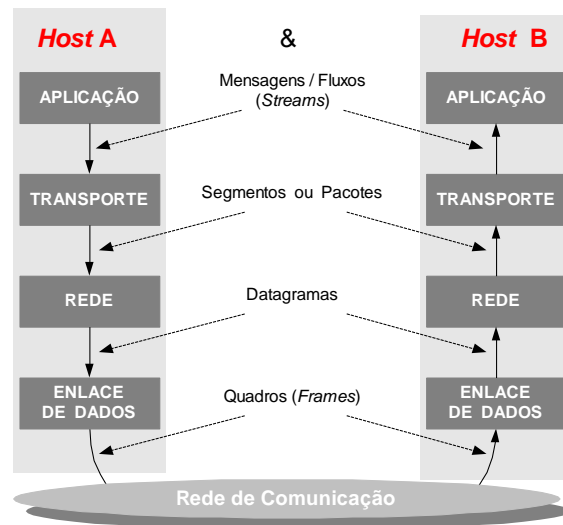 Host A & Host B
APLICAÇÃO
Mensagens / Fluxos
(Streams)
APLICAÇÃO
TRANSPORTE
Segmentos ou Pacotes
TRANSPORTE
REDE
Datagramas
REDE
ENLACE
DE DADOS
Quadros (Frames)
ENLACE
DE DADOS
Rede de Comunicação